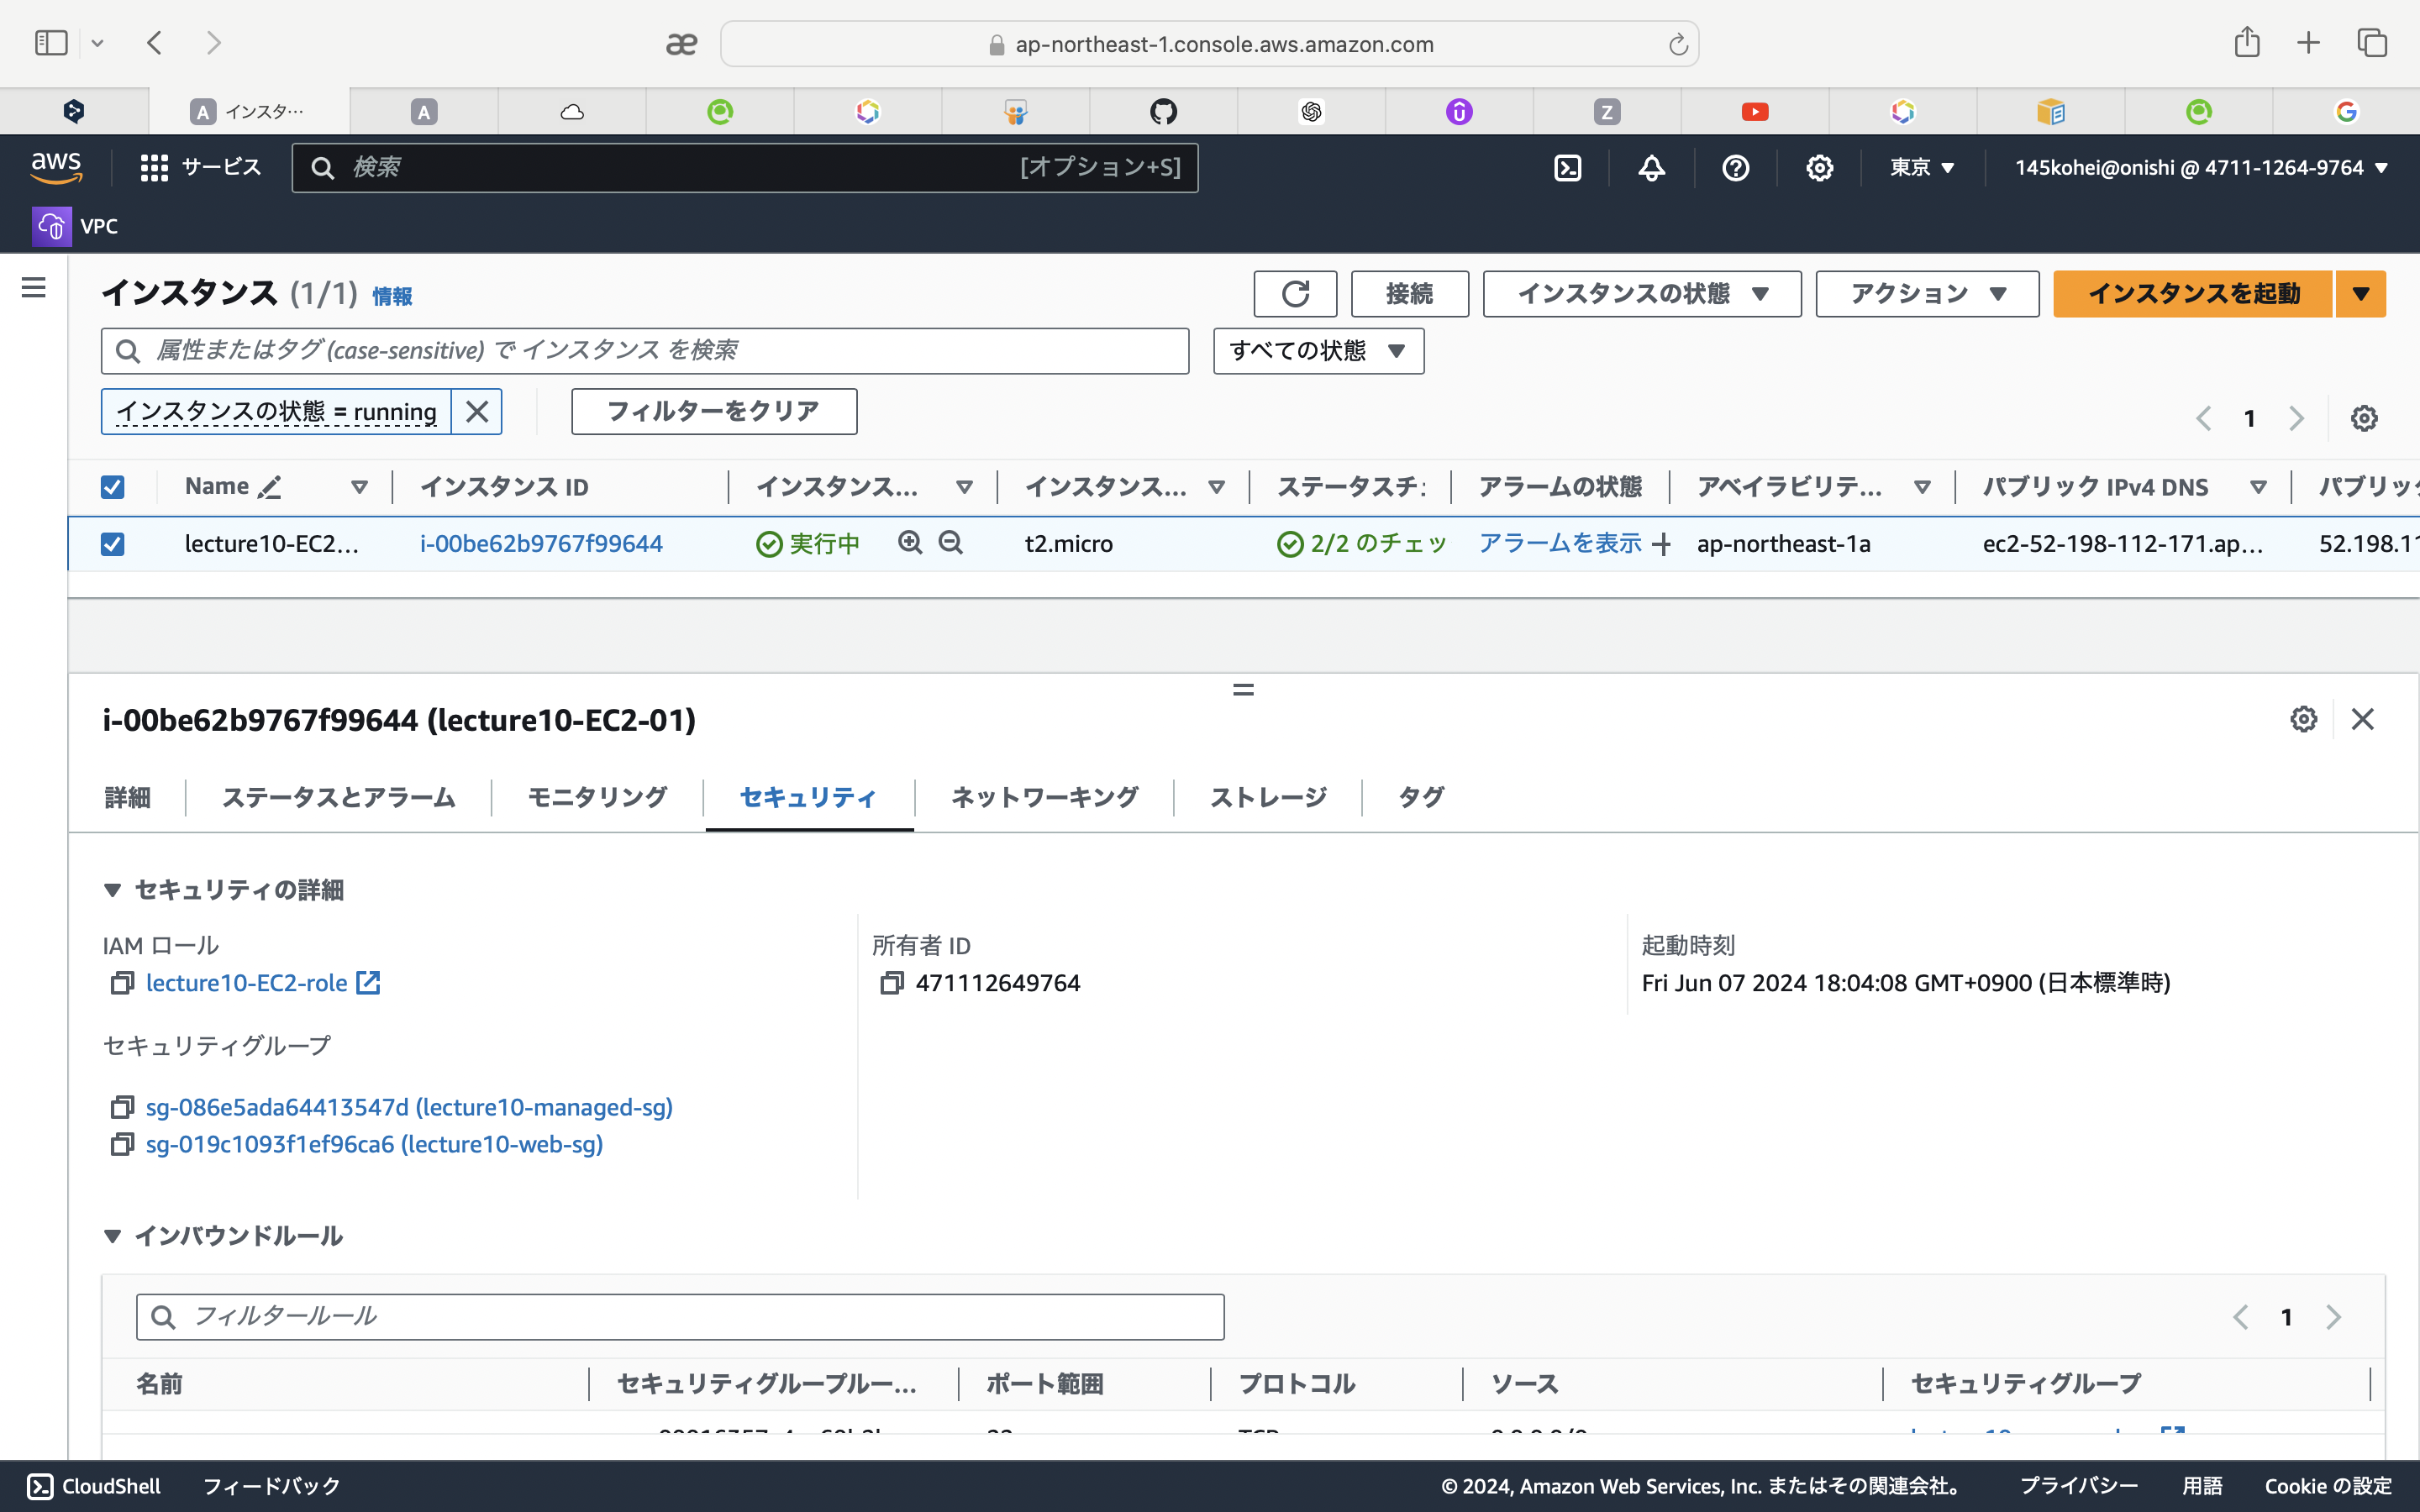 æ
ap-northeast-1.console.aws.amazon.com
A インスタ…
A
Z
aws
サービス
検索 [オプション+S]
東京
145kohei@onishi @ 4711-1264-9764
VPC
インスタンス (1/1) 情報
接続
インスタンスの状態
アクション
インスタンスを起動
属性またはタグ (case-sensitive) で インスタンス を検索
すべての状態
インスタンスの状態 = running
フィルターをクリア
1
Name インスタンス ID インスタンス... インスタンス... ステータスチ アラームの状態 アベイラビリテ... パブリック IPv4 DNS パブリック
lecture10-EC2... i-00be62b9767f99644 実行中 t2.micro 2/2 のチェッ アラームを表示 ap-northeast-1a ec2-52-198-112-171.ap... 52.198.11
i-00be62b9767f99644 (lecture10-EC2-01)
詳細 ステータスとアラーム モニタリング セキュリティ ネットワーキング ストレージ タグ
セキュリティの詳細
IAM ロール
lecture10-EC2-role
所有者 ID
471112649764
起動時刻
Fri Jun 07 2024 18:04:08 GMT+0900 (日本標準時)
セキュリティグループ
sg-086e5ada64413547d (lecture10-managed-sg)
sg-019c1093f1ef96ca6 (lecture10-web-sg)
インバウンドルール
フィルタールール
1
名前 セキュリティグループルー... ポート範囲 プロトコル ソース セキュリティグループ
CloudShell フィードバック © 2024, Amazon Web Services, Inc. またはその関連会社。 プライバシー 用語 Cookie の設定